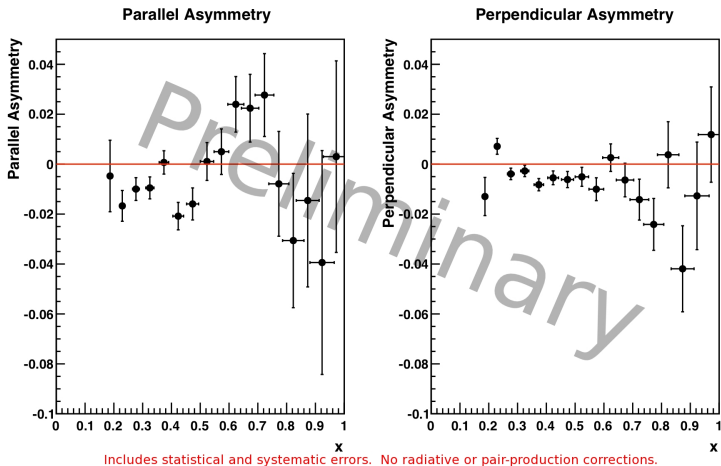 Parallel Asymmetry
Perpendicular Asymmetry
Parallel Asymmetry
0.04
0.02
0
-0.02
-0.04
-0.06
-0.08
-0.1
0 0.1 0.2 0.3 0.4 0.5 0.6 0.7 0.8 0.9 1
x
Perpendicular Asymmetry
0.04
0.02
0
-0.02
-0.04
-0.06
-0.08
-0.1
0 0.1 0.2 0.3 0.4 0.5 0.6 0.7 0.8 0.9 1
x
Preliminary
Includes statistical and systematic errors. No radiative or pair-production corrections.